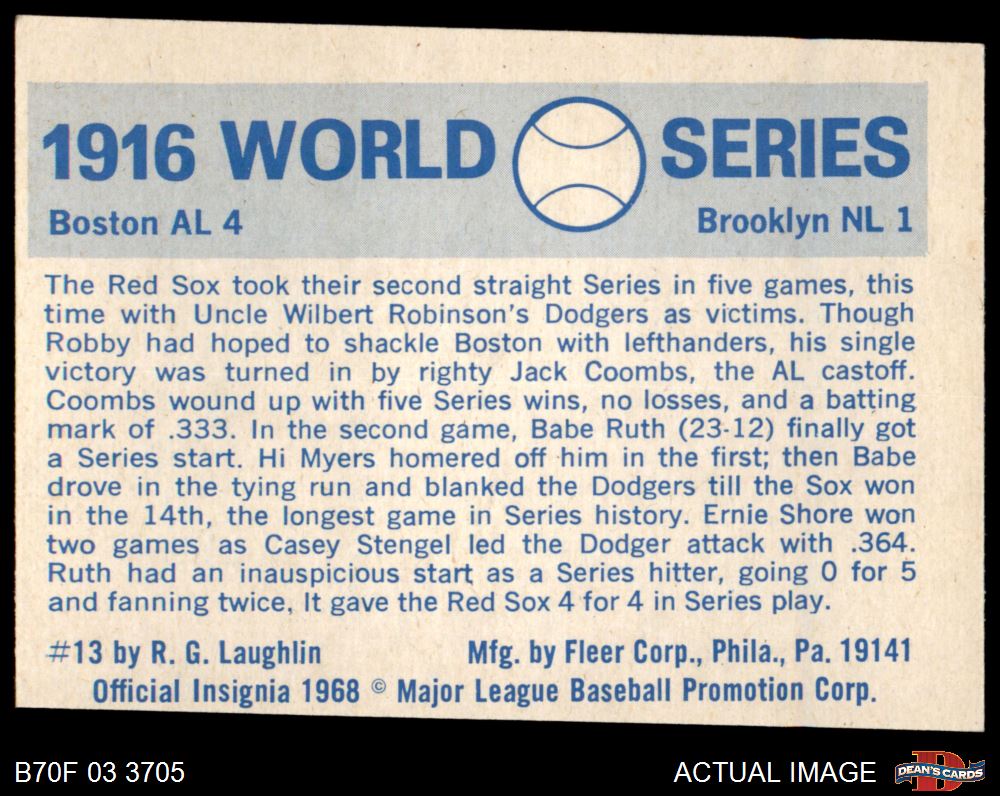 1916 WORLD SERIES
Boston AL 4 Brooklyn NL 1
The Red Sox took their second straight Series in five games, this
time with Uncle Wilbert Robinson's Dodgers as victims. Though
Robby had hoped to shackle Boston with lefthanders, his single
victory was turned in by righty Jack Coombs, the AL castoff.
Coombs wound up with five Series wins, no losses, and a batting
mark of .333. In the second game, Babe Ruth (23-12) finally got
a Series start. Hi Myers homered off him in the first; then Babe
drove in the tying run and blanked the Dodgers till the Sox won
in the 14th, the longest game in Series history. Ernie Shore won
two games as Casey Stengel led the Dodger attack with .364.
Ruth had an inauspicious start as a Series hitter, going 0 for 5
and fanning twice. It gave the Red Sox 4 for 4 in Series play.
#13 by R. G. Laughlin Mfg. by Fleer Corp., Phila., Pa. 19141
Official Insignia 1968 © Major League Baseball Promotion Corp.
B70F 03 3705 ACTUAL IMAGE D DEAN'S CARDS